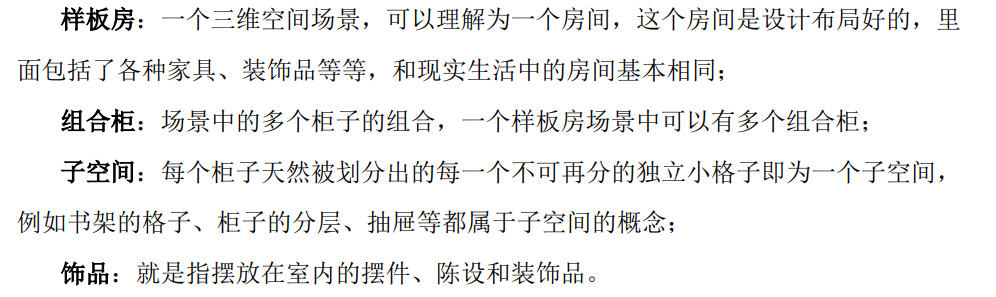 样板房：一个三维空间场景，可以理解为一个房间，这个房间是设计布局好的，里
面包括了各种家具、装饰品等等，和现实生活中的房间基本相同；
组合柜：场景中的多个柜子的组合，一个样板房场景中可以有多个组合柜；
子空间：每个柜子天然被划分出的每一个不可再分的独立小格子即为一个子空间，
例如书架的格子、柜子的分层、抽屉等都属于子空间的概念；
饰品：就是指摆放在室内的摆件、陈设和装饰品。